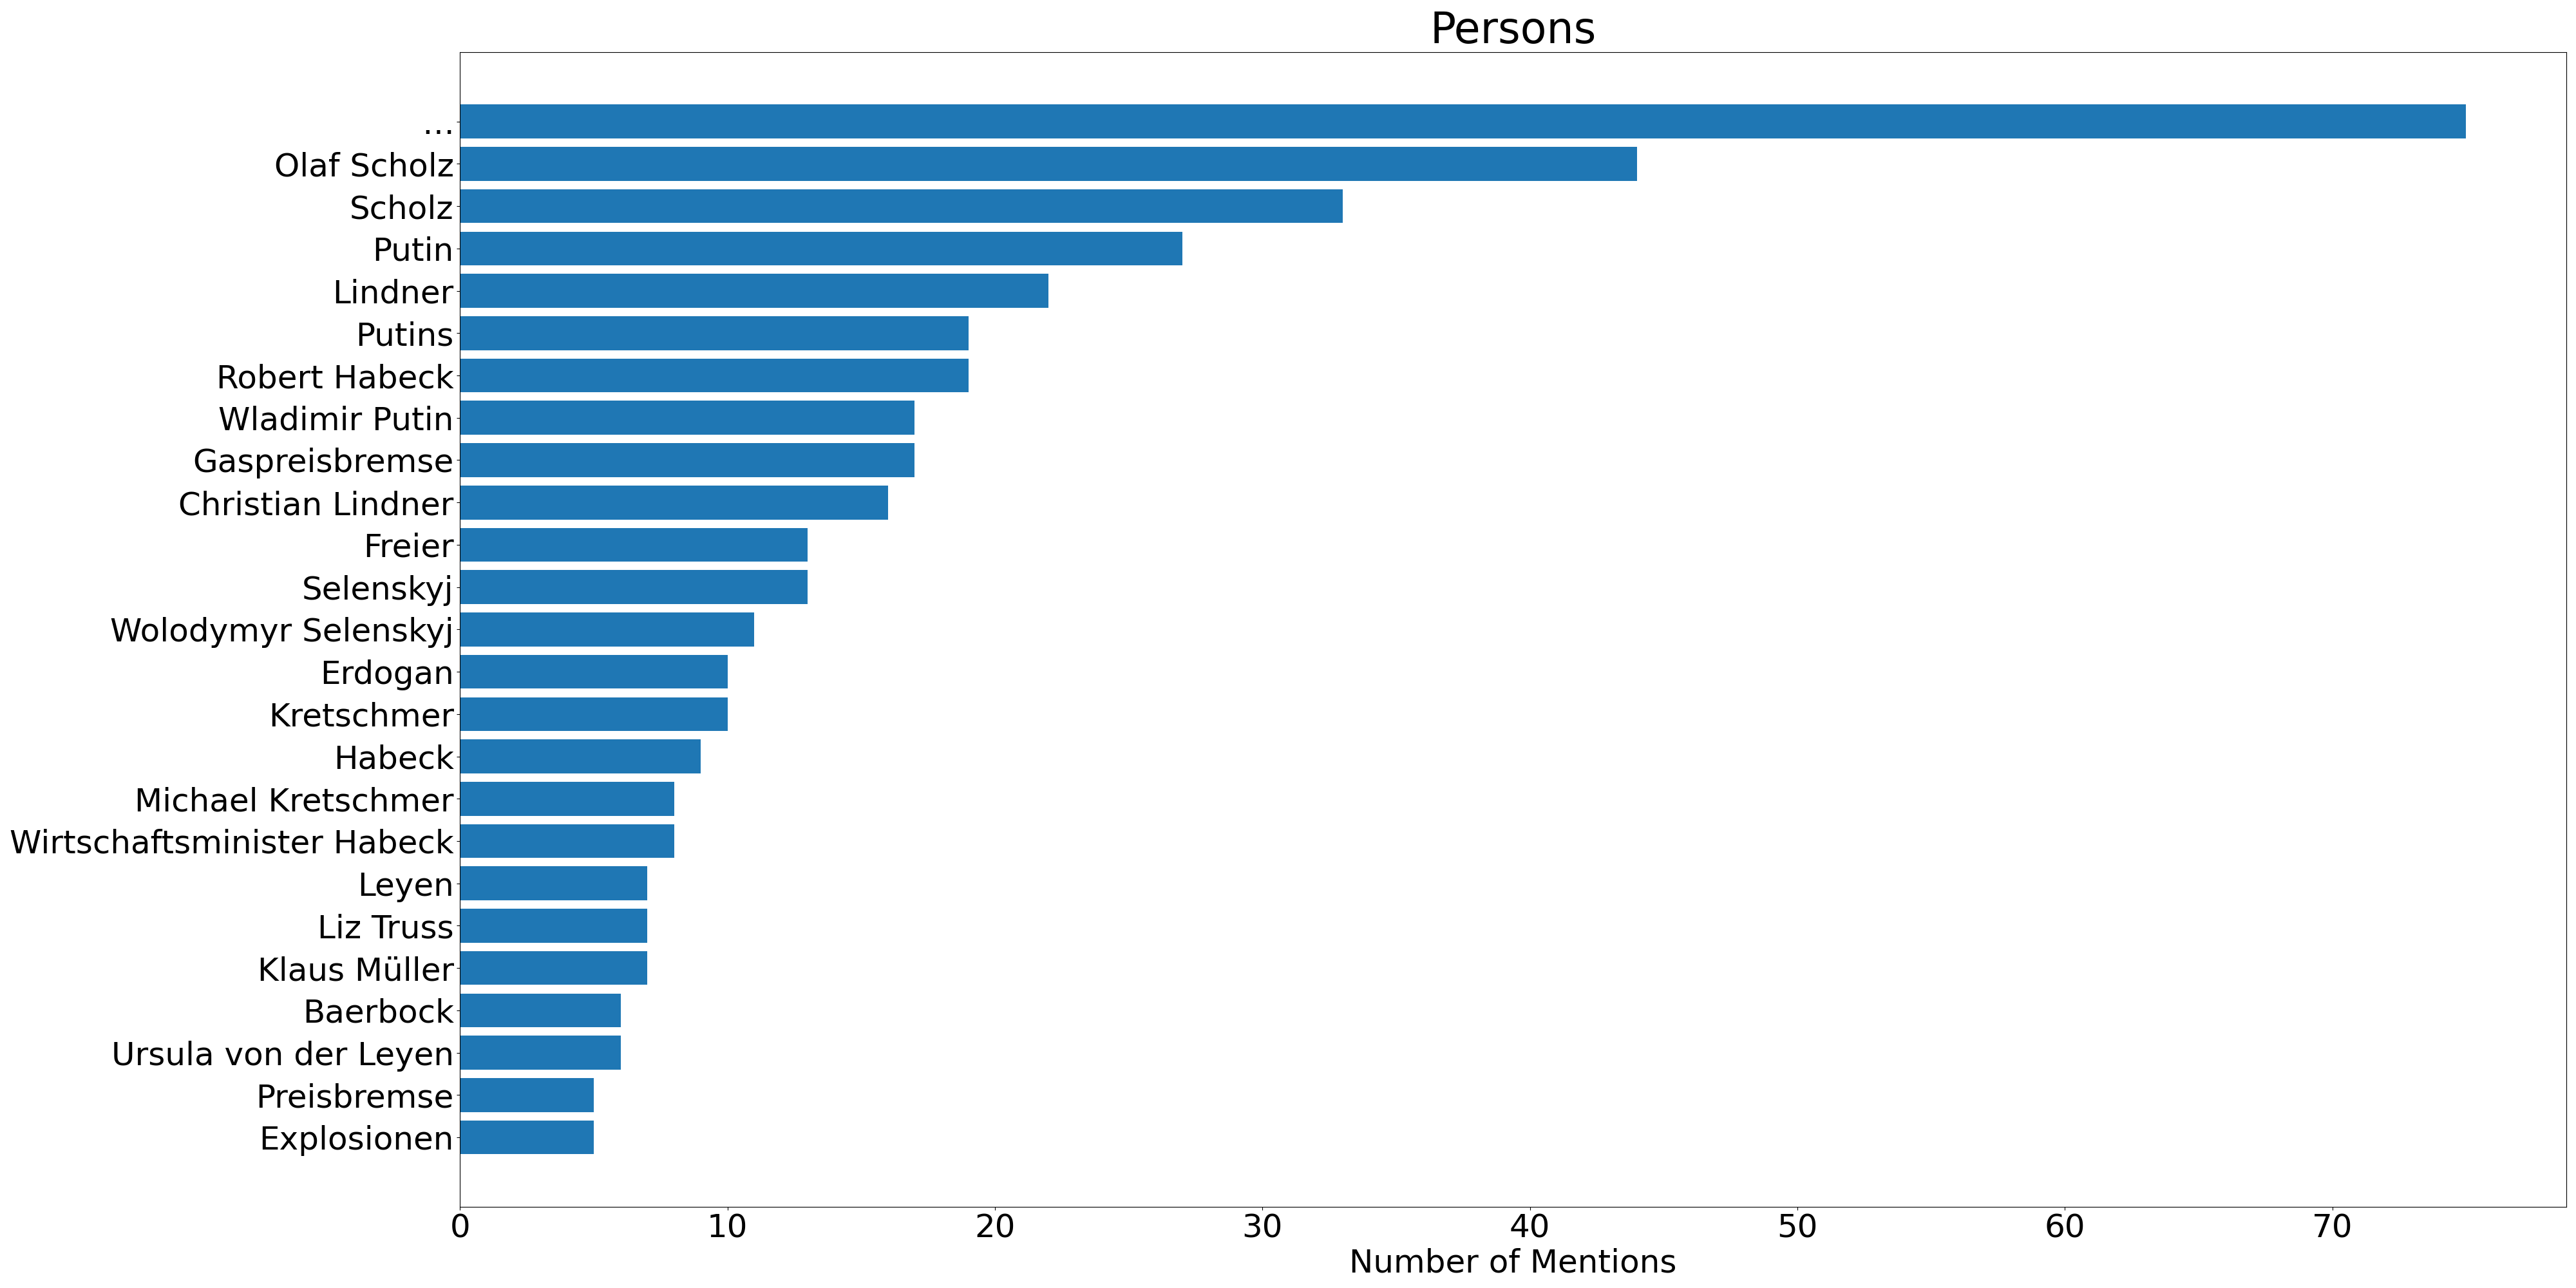 Persons
...
Olaf Scholz
Scholz
Putin
Lindner
Putins
Robert Habeck
Wladimir Putin
Gaspreisbremse
Christian Lindner
Freier
Selenskyj
Wolodymyr Selenskyj
Erdogan
Kretschmer
Habeck
Michael Kretschmer
Wirtschaftsminister Habeck
Leyen
Liz Truss
Klaus Müller
Baerbock
Ursula von der Leyen
Preisbremse
Explosionen
0 10 20 30 40 50 60 70
Number of Mentions